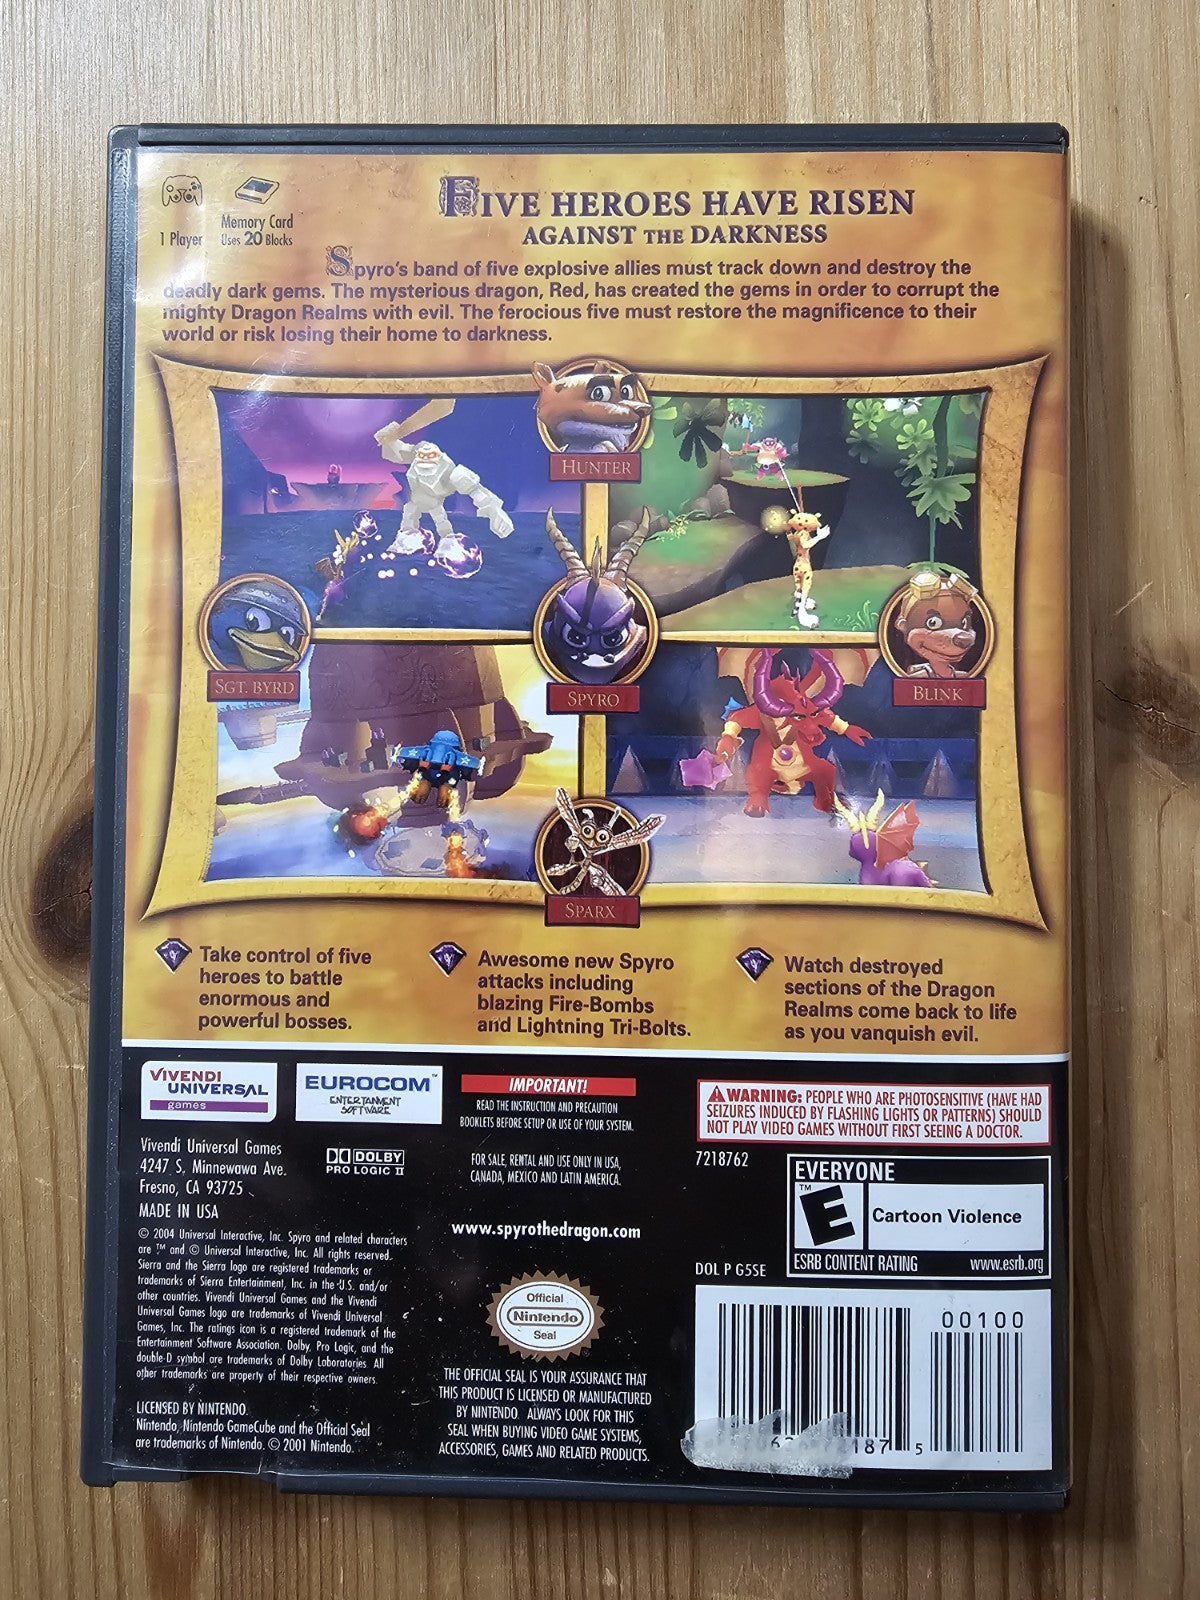 FIVE HEROES HAVE RISEN
AGAINST THE DARKNESS
1 Player
Memory Card
Uses 20 Blocks
Spyro's band of five explosive allies must track down and destroy the
deadly dark gems. The mysterious dragon, Red, has created the gems in order to corrupt the
mighty Dragon Realms with evil. The ferocious five must restore the magnificence to their
world or risk losing their home to darkness.
HUNTER
SGT. BYRD
SPYRO
BLINK
SPARX
Take control of five
heroes to battle
enormous and
powerful bosses.
Awesome new Spyro
attacks including
blazing Fire-Bombs
and Lightning Tri-Bolts.
Watch destroyed
sections of the Dragon
Realms come back to life
as you vanquish evil.
VIVENDI
UNIVERSAL
games
EUROCOM™
ENTERTAINMENT
SOFTWARE
Vivendi Universal Games
4247 S. Minnewawa Ave.
Fresno, CA 93725
MADE IN USA
DOLBY
PRO LOGIC II
© 2004 Universal Interactive, Inc. Spyro and related characters
are ™ and © Universal Interactive, Inc. All rights reserved.
Sierra and the Sierra logo are registered trademarks or
trademarks of Sierra Entertainment, Inc. in the U.S. and/or
other countries. Vivendi Universal Games and the Vivendi
Universal Games logo are trademarks of Vivendi Universal
Games, Inc. The ratings icon is a registered trademark of the
Entertainment Software Association. Dolby, Pro Logic, and the
double-D symbol are trademarks of Dolby Laboratories. All
other trademarks are property of their respective owners.
LICENSED BY NINTENDO.
Nintendo, Nintendo GameCube and the Official Seal
are trademarks of Nintendo. © 2001 Nintendo.
IMPORTANT!
READ THE INSTRUCTION AND PRECAUTION
BOOKLETS BEFORE SETUP OR USE OF YOUR SYSTEM.
FOR SALE, RENTAL AND USE ONLY IN USA,
CANADA, MEXICO AND LATIN AMERICA.
www.spyrothedragon.com
Official
Nintendo
Seal
THE OFFICIAL SEAL IS YOUR ASSURANCE THAT
THIS PRODUCT IS LICENSED OR MANUFACTURED
BY NINTENDO. ALWAYS LOOK FOR THIS
SEAL WHEN BUYING VIDEO GAME SYSTEMS,
ACCESSORIES, GAMES AND RELATED PRODUCTS.
WARNING: PEOPLE WHO ARE PHOTOSENSITIVE (HAVE HAD
SEIZURES INDUCED BY FLASHING LIGHTS OR PATTERNS) SHOULD
NOT PLAY VIDEO GAMES WITHOUT FIRST SEEING A DOCTOR.
7218762
EVERYONE
E™
Cartoon Violence
ESRB CONTENT RATING www.esrb.org
DOL P G5SE
00100
187 5